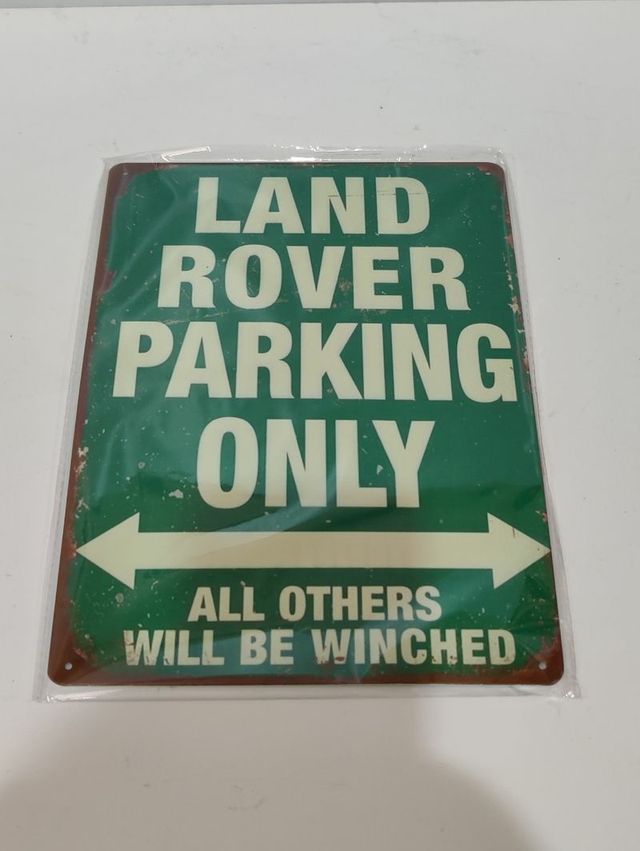 LAND
ROVER
PARKING
ONLY
ALL OTHERS
WILL BE WINCHED